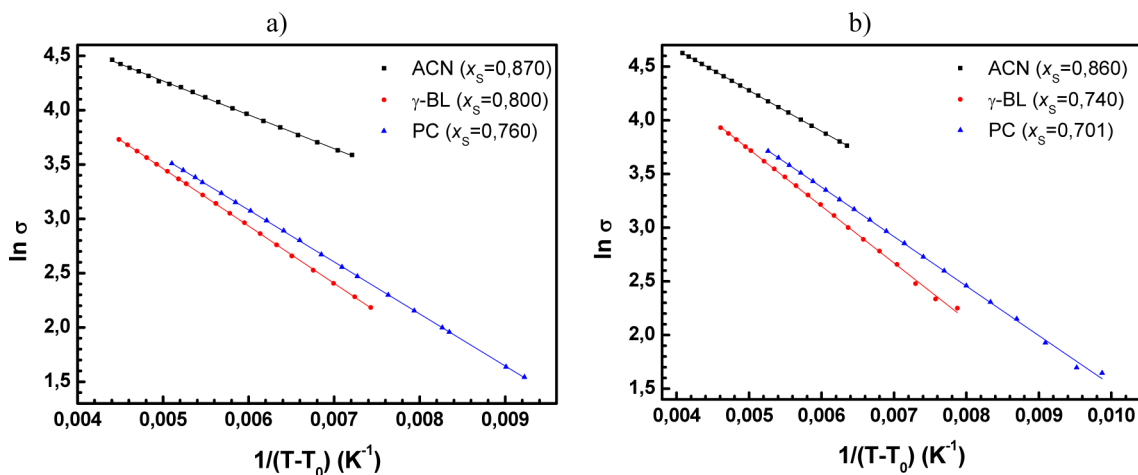 a)
4,5
4,0
3,5
3,0
2,5
2,0
1,5
ln σ
ACN (xS=0,870)
γ-BL (xS=0,800)
PC (xS=0,760)
0,004 0,005 0,006 0,007 0,008 0,009
1/(T-T0) (K-1)
b)
4,5
4,0
3,5
3,0
2,5
2,0
1,5
ln σ
ACN (xS=0,860)
γ-BL (xS=0,740)
PC (xS=0,701)
0,004 0,005 0,006 0,007 0,008 0,009 0,010
1/(T-T0) (K-1)